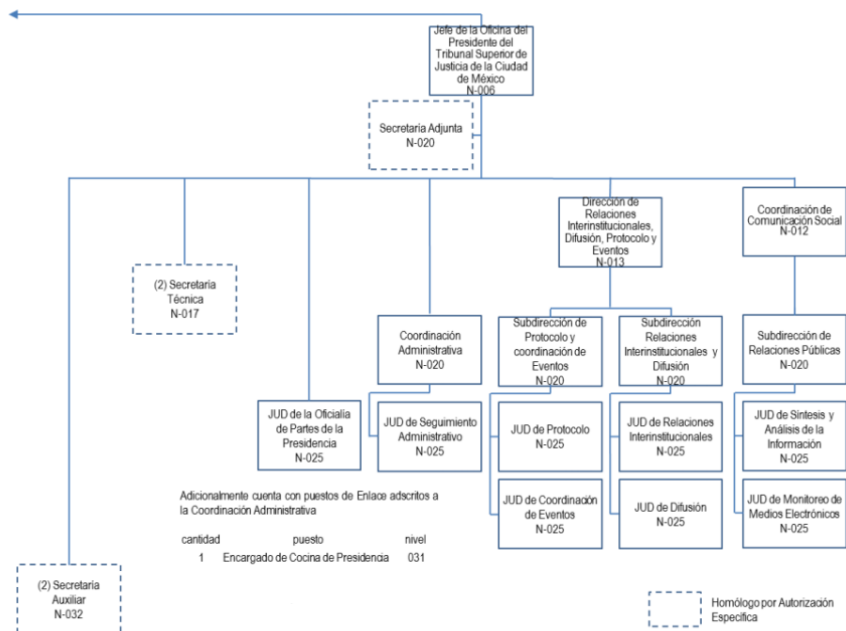 Jefe de la Oficina del
Presidente del
Tribunal Superior de
Justicia de la Ciudad
de México
N-006
Secretaría Adjunta
N-020
Dirección de
Relaciones
Interinstitucionales,
Difusión, Protocolo y
Eventos
N-013
Coordinación de
Comunicación Social
N-012
(2) Secretaría
Técnica
N-017
Coordinación
Administrativa
N-020
Subdirección de
Protocolo y
coordinación de
Eventos
N-020
Subdirección
Relaciones
Interinstitucionales y
Difusión
N-020
Subdirección de
Relaciones Públicas
N-020
JUD de la Oficialía
de Partes de la
Presidencia
N-025
JUD de Seguimiento
Administrativo
N-025
JUD de Protocolo
N-025
JUD de Relaciones
Interinstitucionales
N-025
JUD de Síntesis y
Análisis de la
Información
N-025
JUD de Coordinación
de Eventos
N-025
JUD de Difusión
N-025
JUD de Monitoreo de
Medios Electrónicos
N-025
Adicionalmente cuenta con puestos de Enlace adscritos a
la Coordinación Administrativa
cantidad puesto nivel
1 Encargado de Cocina de Presidencia 031
(2) Secretaría
Auxiliar
N-032
Homólogo por Autorización
Específica